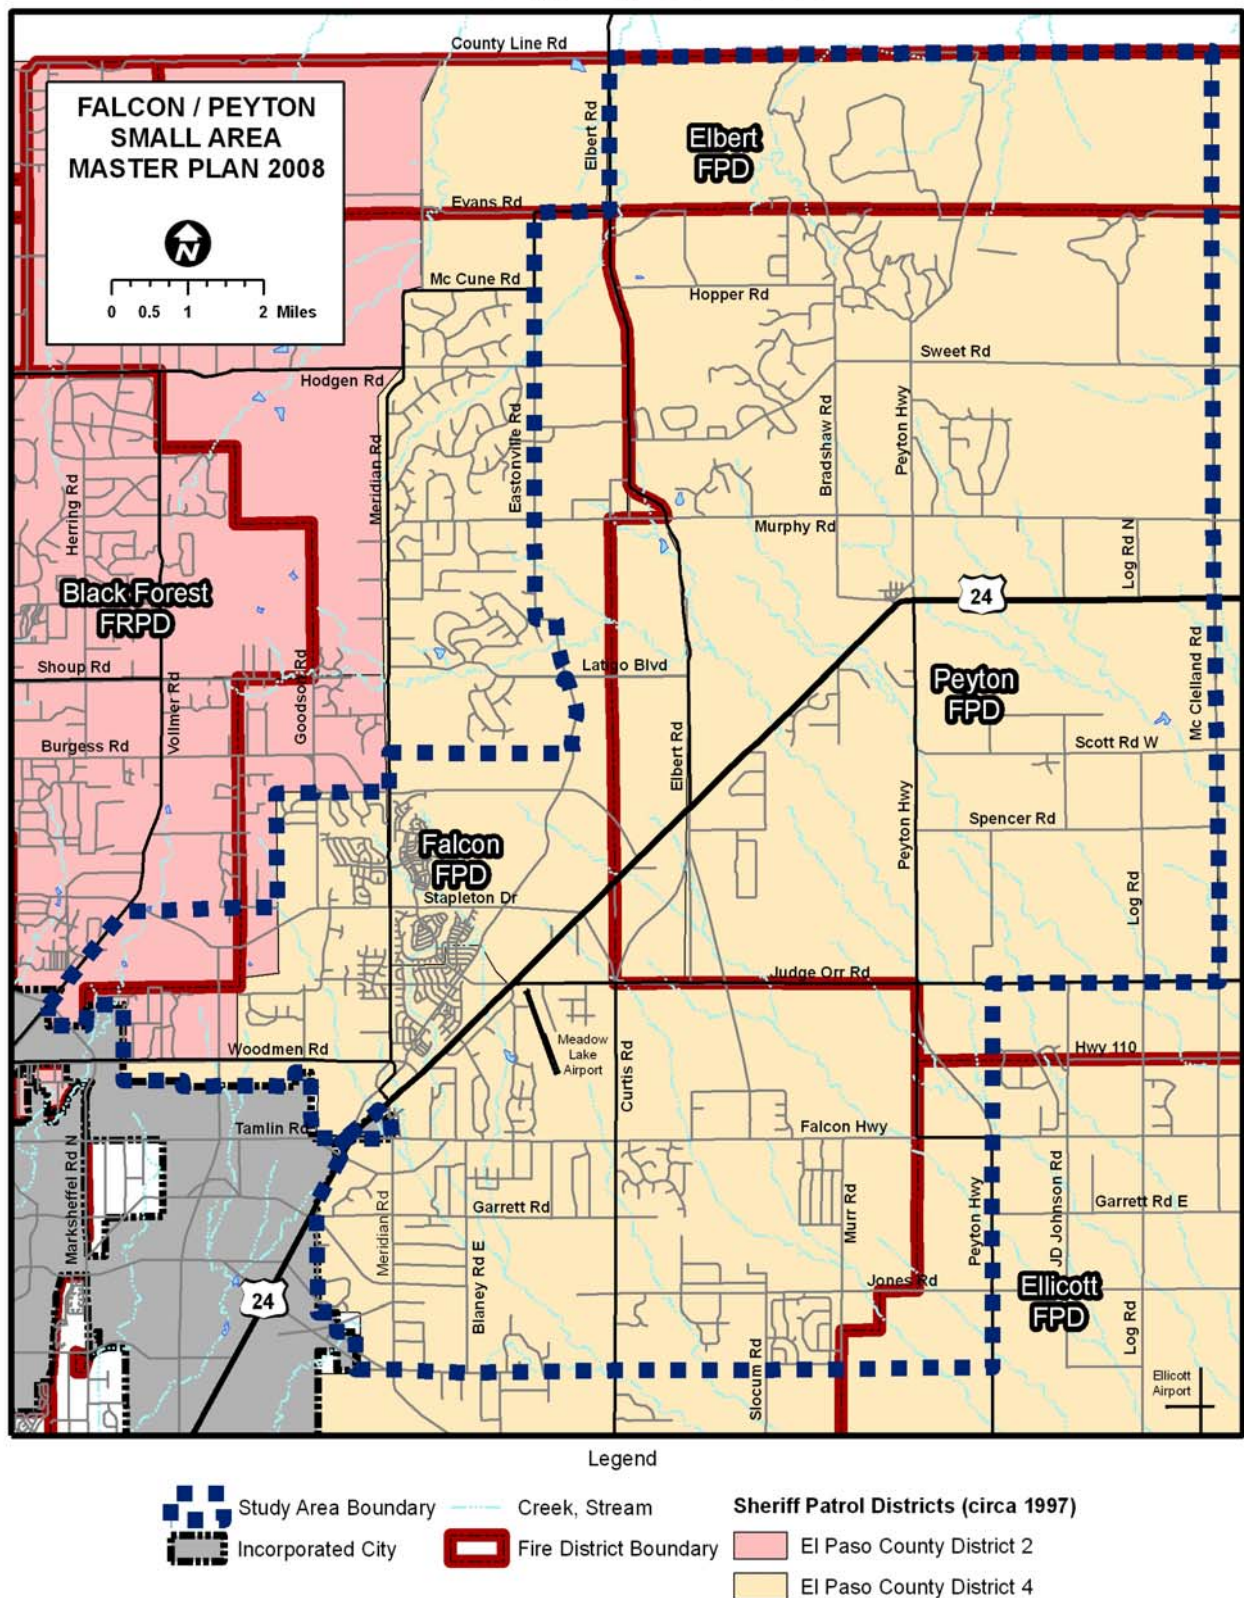 County Line Rd
FALCON / PEYTON
SMALL AREA
MASTER PLAN 2008
N
0 0.5 1 2 Miles
Elbert Rd
Elbert
FPD
Evans Rd
Mc Cune Rd
Hopper Rd
Sweet Rd
Hodgen Rd
Meridian Rd
Eastonville Rd
Bradshaw Rd
Peyton Hwy
Herring Rd
Murphy Rd
Log Rd N
Black Forest
FRPD
24
Shoup Rd
Vollmer Rd
Goodson Rd
Latigo Blvd
Peyton
FPD
Mc Clelland Rd
Burgess Rd
Elbert Rd
Scott Rd W
Peyton Hwy
Spencer Rd
Falcon
FPD
Stapleton Dr
Log Rd
Judge Orr Rd
Woodmen Rd
Meadow
Lake
Airport
Curtis Rd
Hwy 110
Tamlin Rd
Falcon Hwy
Marksheffel Rd N
Meridian Rd
Garrett Rd
Murr Rd
Peyton Hwy
JD Johnson Rd
Garrett Rd E
Blaney Rd E
Jones Rd
24
Ellicott
FPD
Slocum Rd
Log Rd
Ellicott
Airport
Legend
Study Area Boundary
Creek, Stream
Sheriff Patrol Districts (circa 1997)
Incorporated City
Fire District Boundary
El Paso County District 2
El Paso County District 4